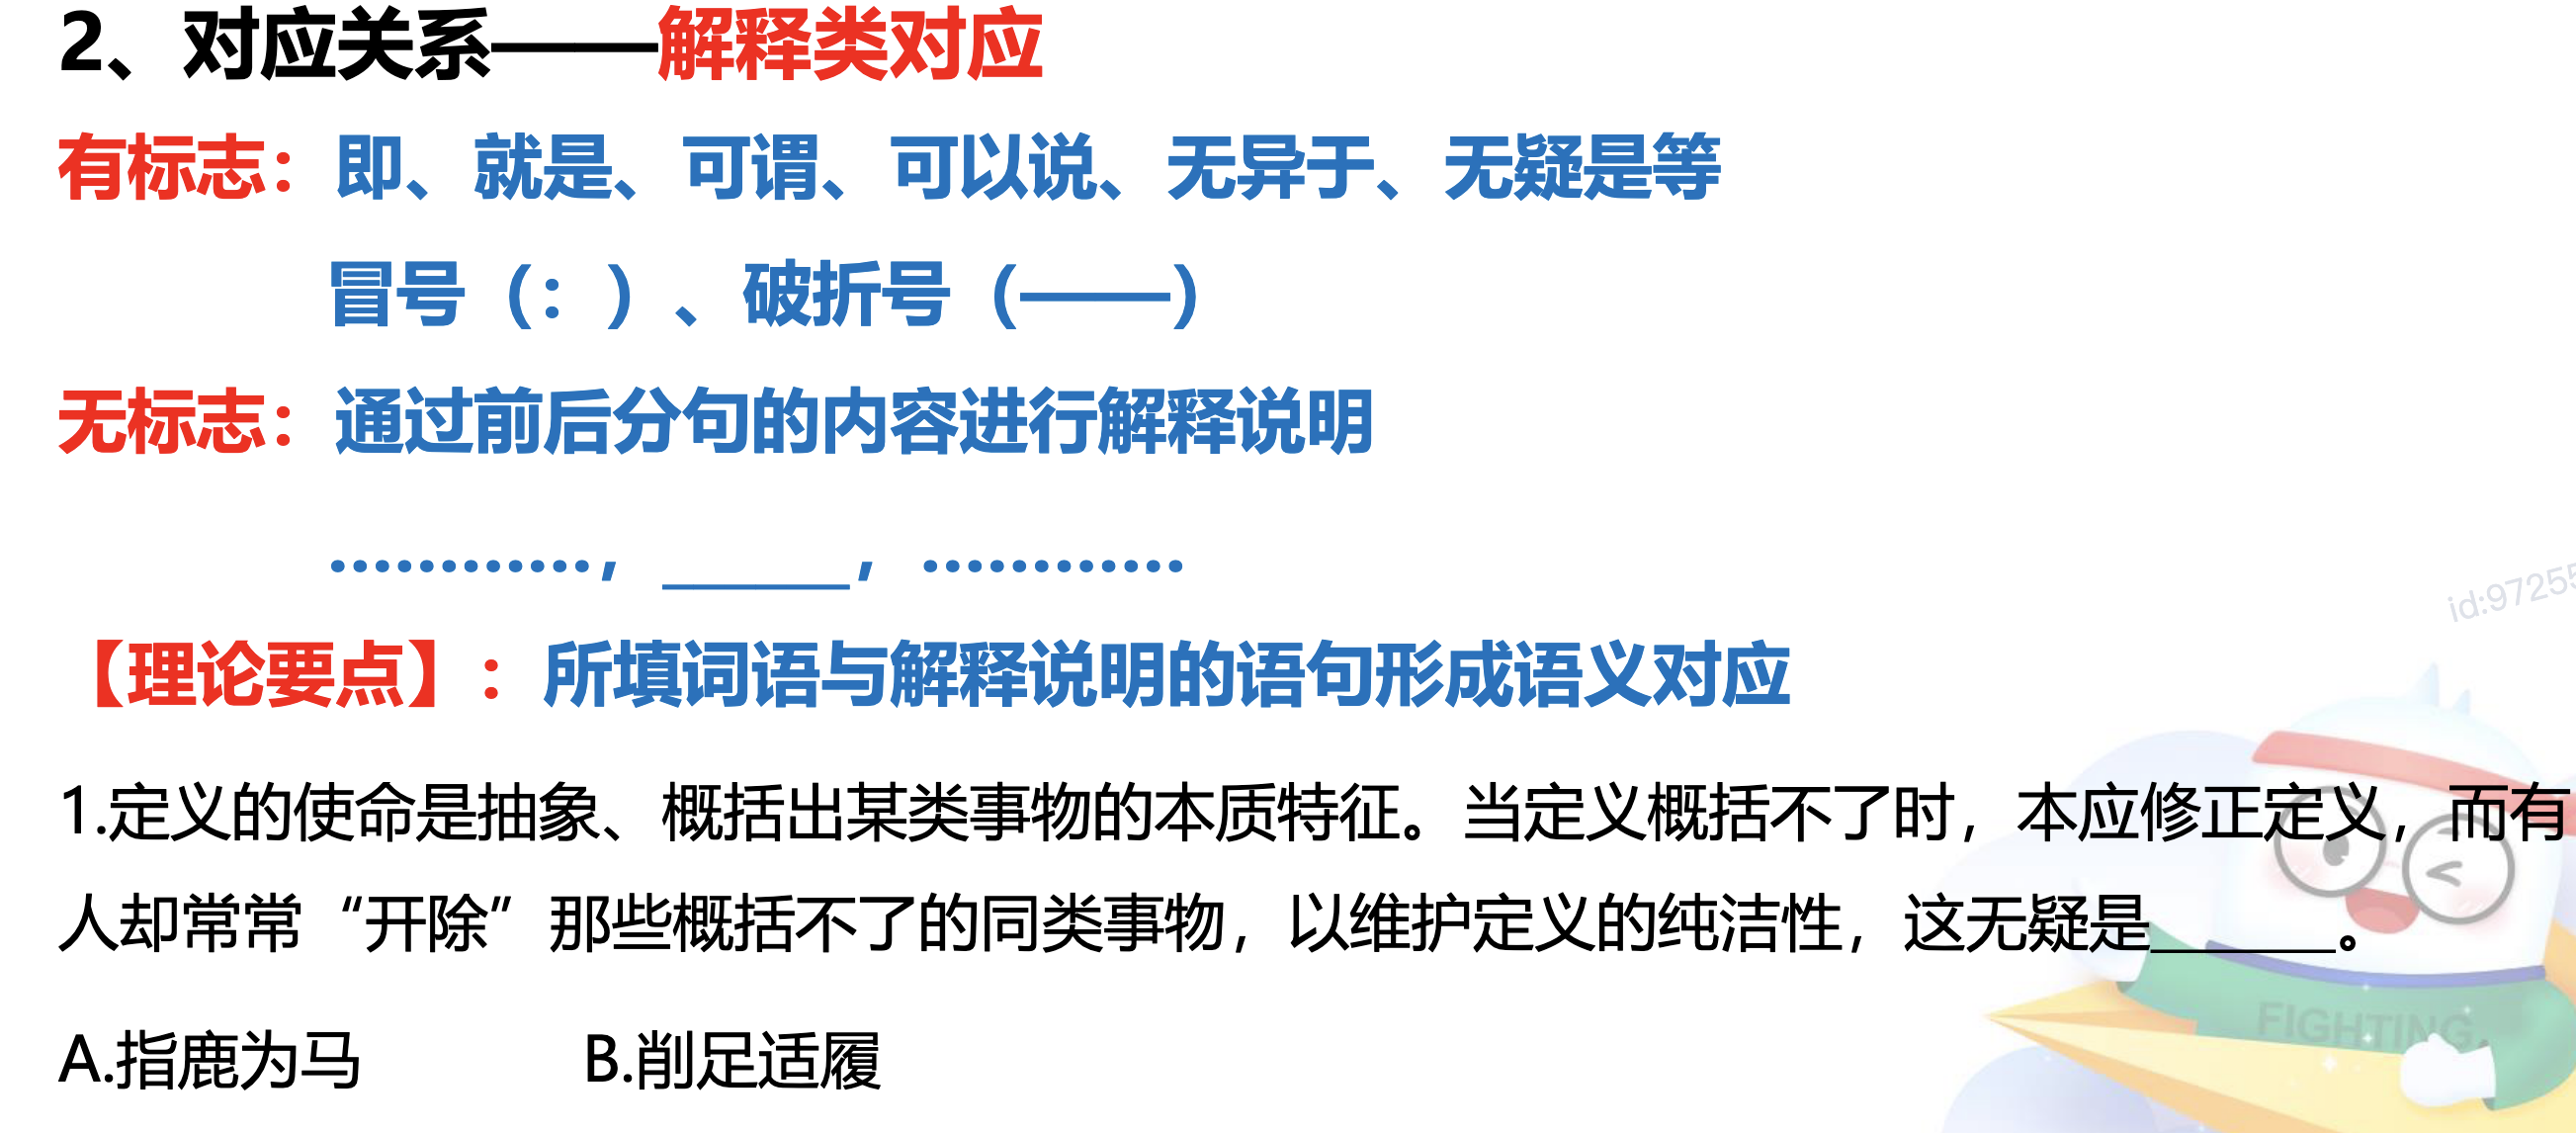 2、对应关系——解释类对应
有标志：即、就是、可谓、可以说、无异于、无疑是等
冒号（：）、破折号（——）
无标志：通过前后分句的内容进行解释说明
…………，_____，…………
【理论要点】：所填词语与解释说明的语句形成语义对应
1.定义的使命是抽象、概括出某类事物的本质特征。当定义概括不了时，本应修正定义，而有
人却常常“开除”那些概括不了的同类事物，以维护定义的纯洁性，这无疑是______。
A.指鹿为马 B.削足适履
id:97255
FIGHTING